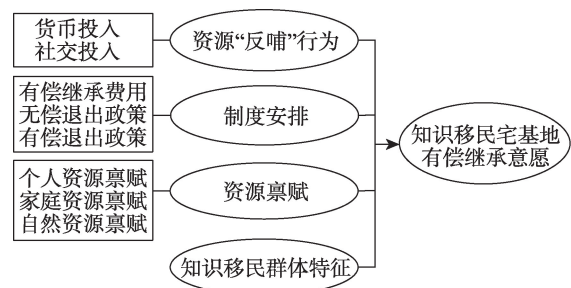 货币投入
社交投入
资源“反哺”行为
有偿继承费用
无偿退出政策
有偿退出政策
制度安排
知识移民宅基地
有偿继承意愿
个人资源禀赋
家庭资源禀赋
自然资源禀赋
资源禀赋
知识移民群体特征